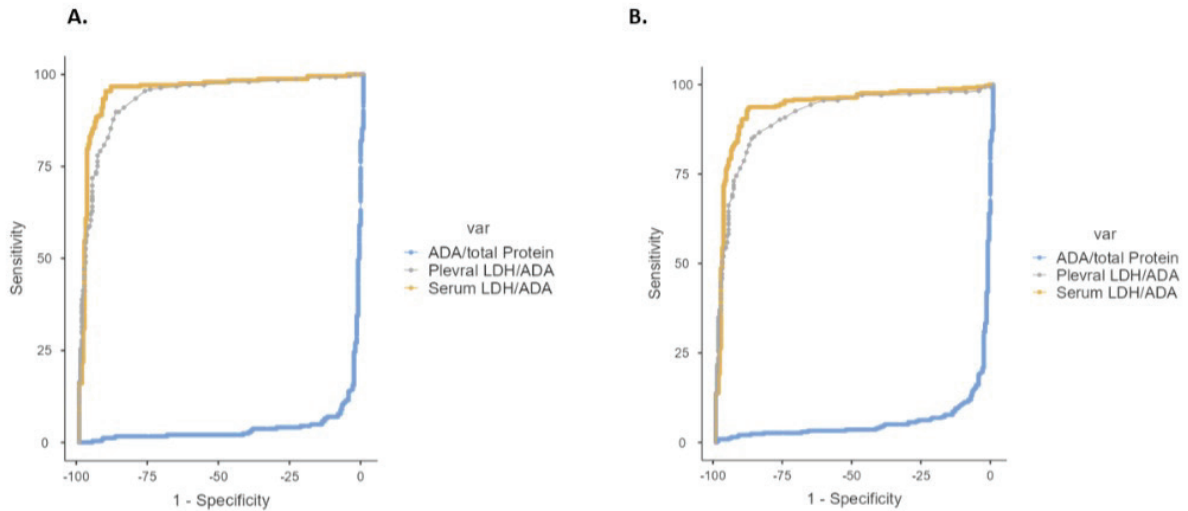 A.
100
75
50
25
0
Sensitivity
-100 -75 -50 -25 0
1 - Specificity
var
ADA/total Protein
Plevral LDH/ADA
Serum LDH/ADA
B.
100
75
50
25
0
Sensitivity
-100 -75 -50 -25 0
1 - Specificity
var
ADA/total Protein
Plevral LDH/ADA
Serum LDH/ADA